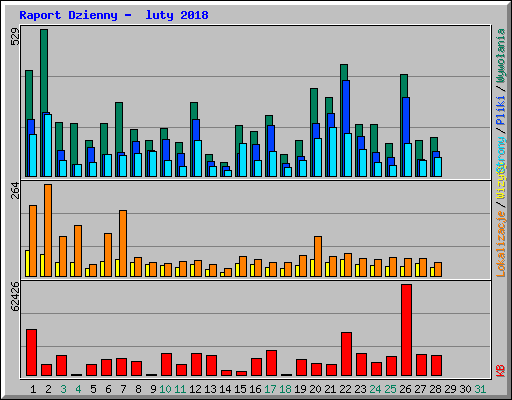 Raport Dzienny -  luty 2018
529
264
62426
Wywołania / Pliki / Strony
Wizyt / Lokalizacje
KB
1 2 3 4 5 6 7 8 9 10 11 12 13 14 15 16 17 18 19 20 21 22 23 24 25 26 27 28 29 30 31